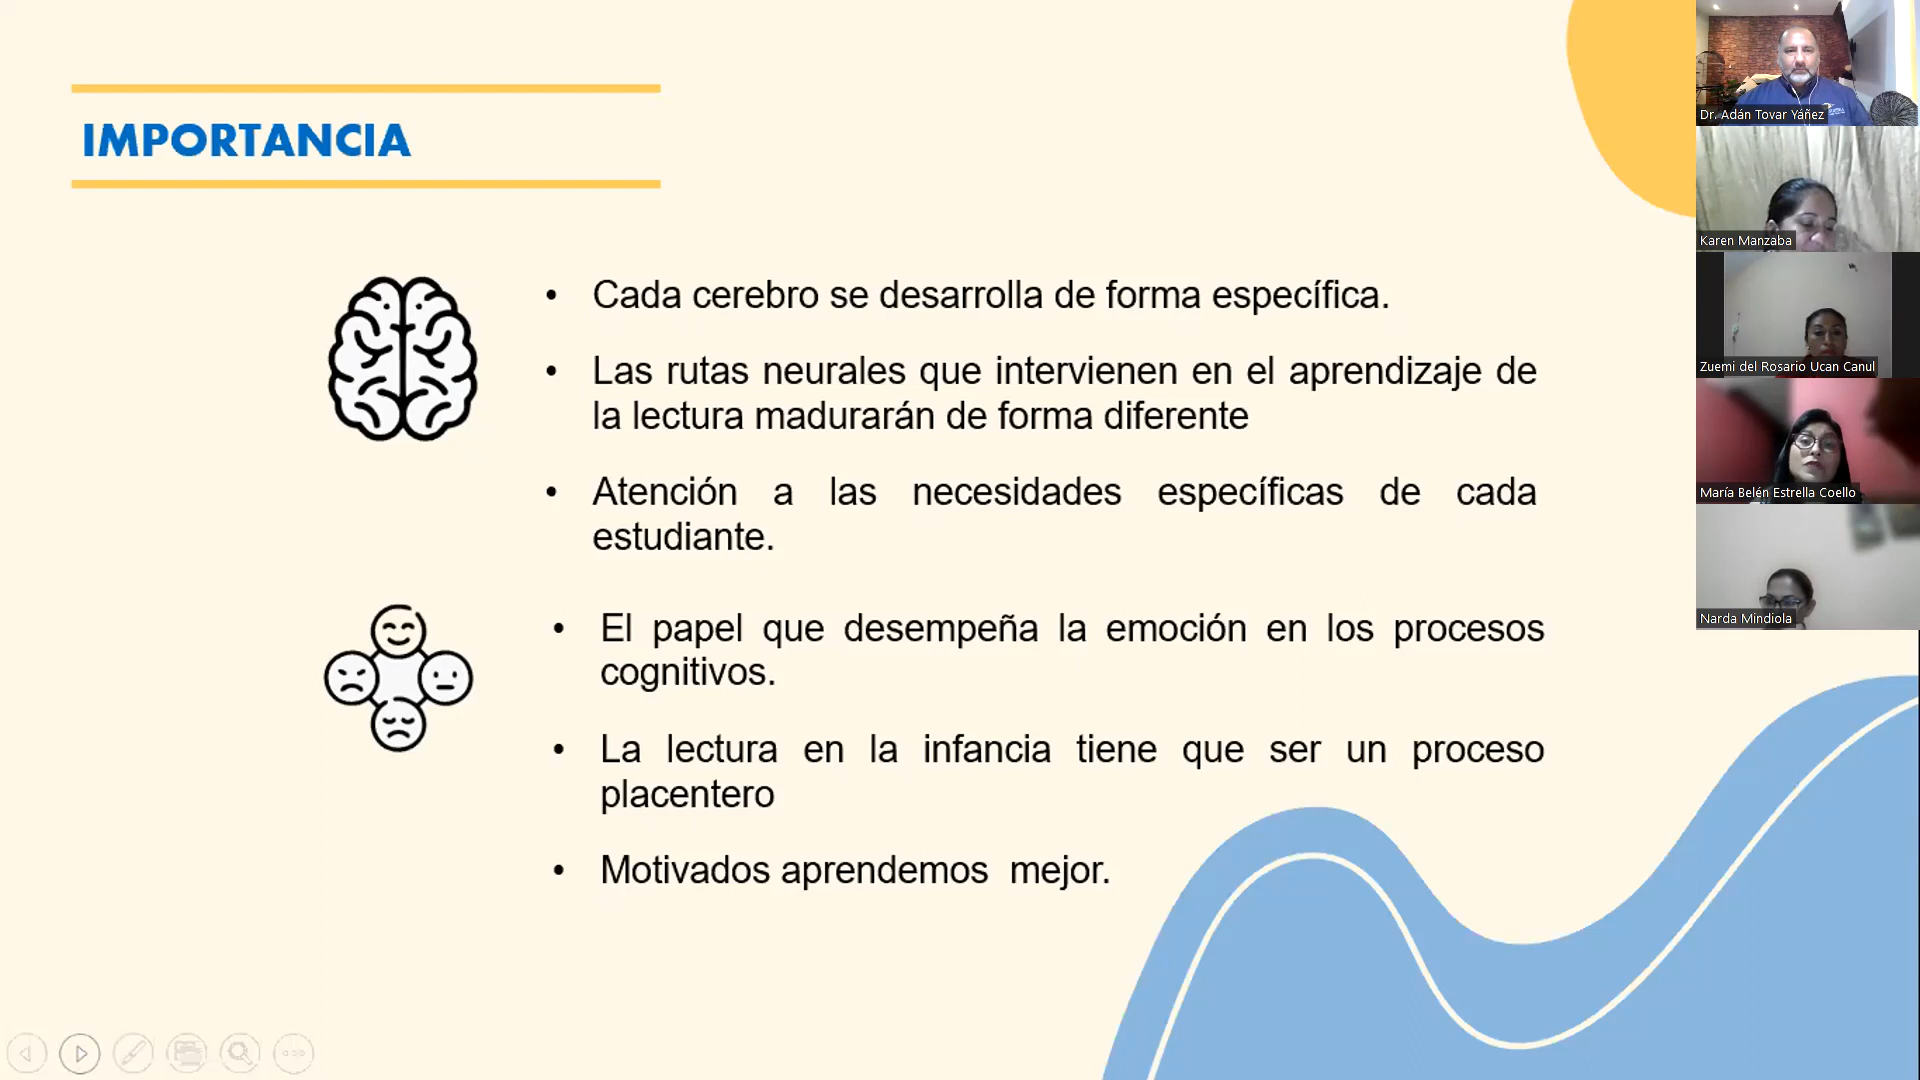 IMPORTANCIA
• Cada cerebro se desarrolla de forma específica.
• Las rutas neurales que intervienen en el aprendizaje de
la lectura madurarán de forma diferente
• Atención a las necesidades específicas de cada
estudiante.
• El papel que desempeña la emoción en los procesos
cognitivos.
• La lectura en la infancia tiene que ser un proceso
placentero
• Motivados aprendemos  mejor.
Dr. Adán Tovar Yáñez
Karen Manzaba
Zuemi del Rosario Ucan Canul
María Belén Estrella Coello
Narda Mindiola